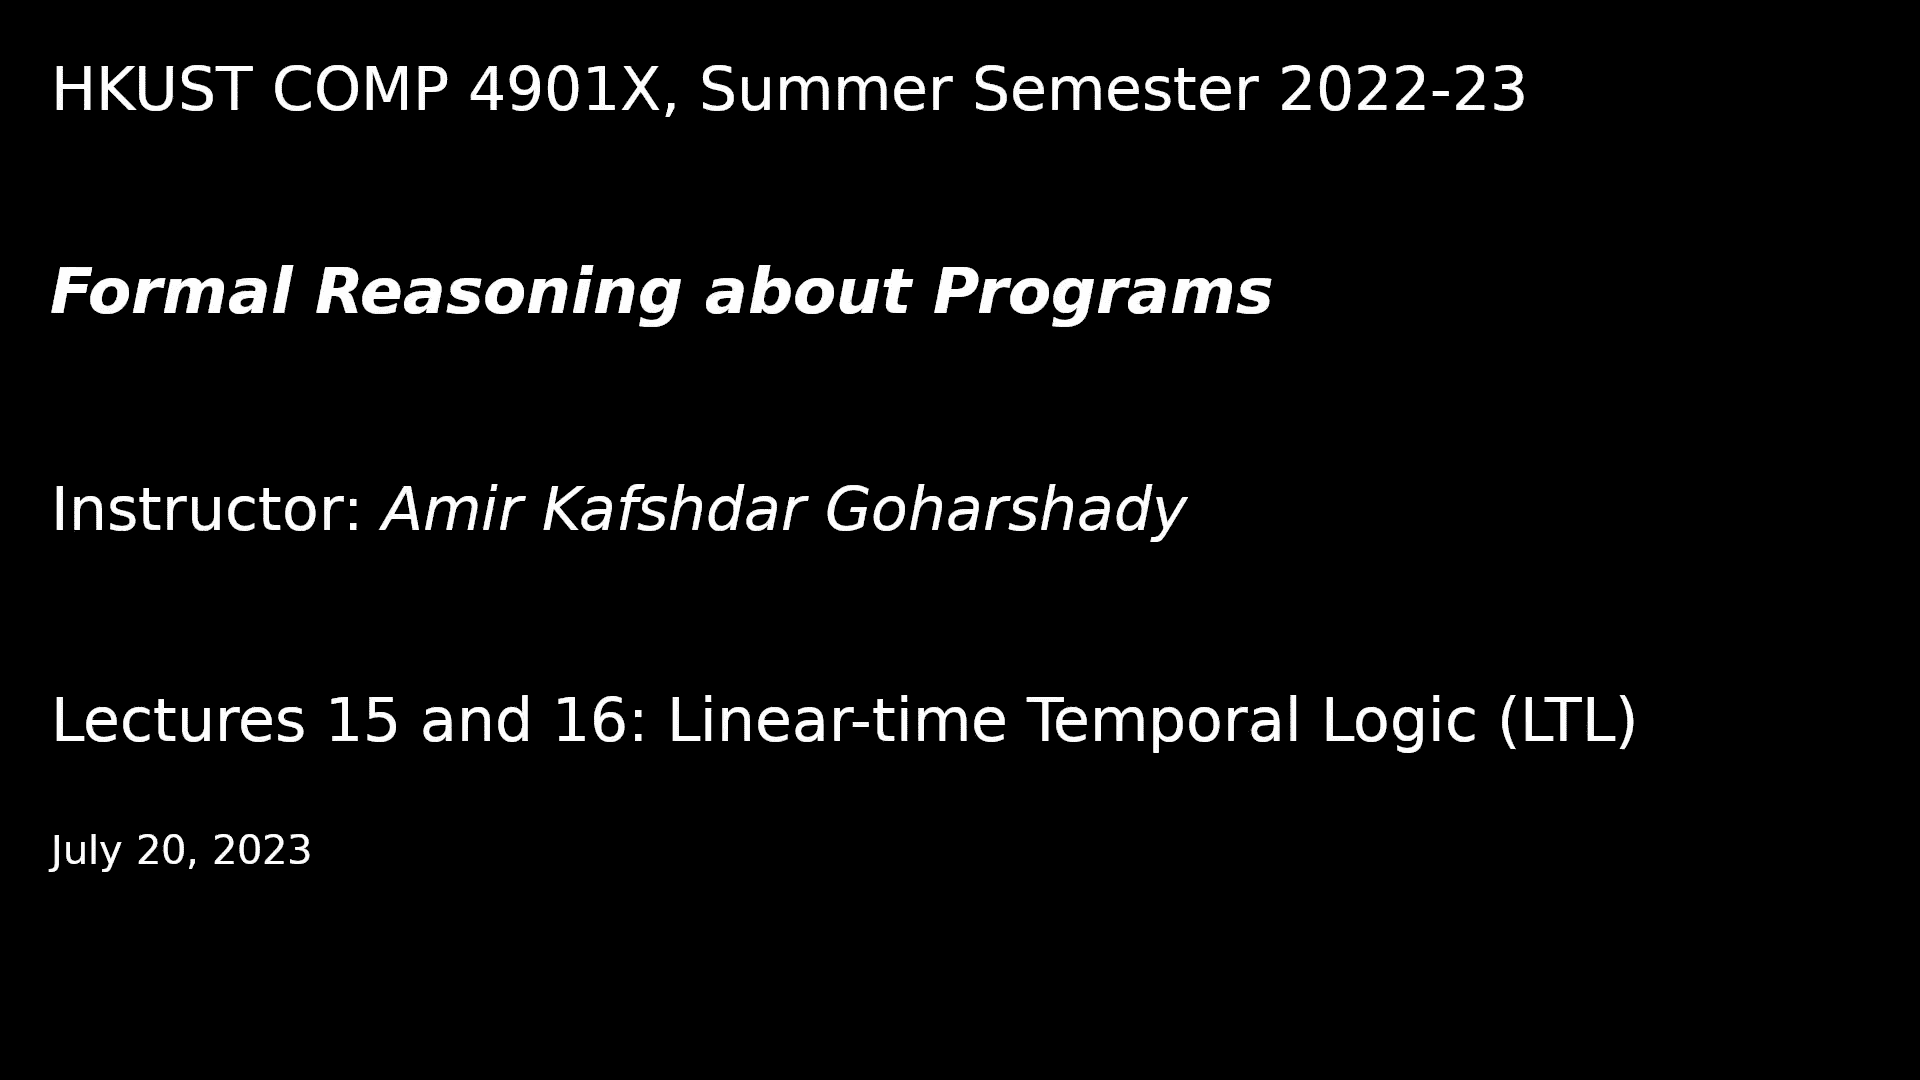 HKUST COMP 4901X, Summer Semester 2022-23
Formal Reasoning about Programs
Instructor: Amir Kafshdar Goharshady
Lectures 15 and 16: Linear-time Temporal Logic (LTL)
July 20, 2023